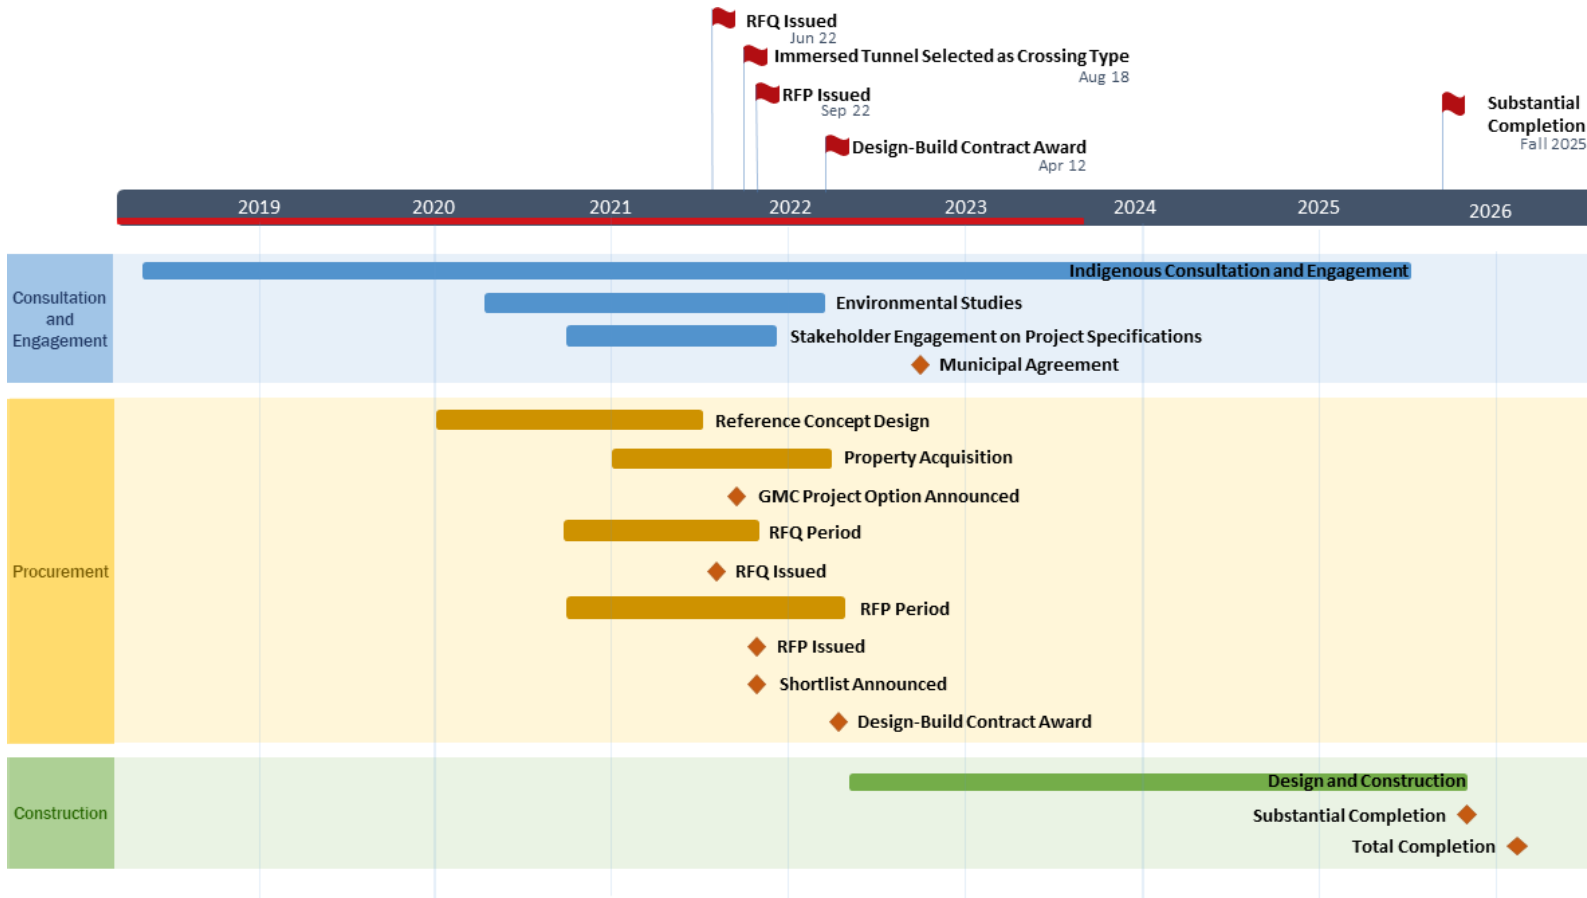 RFQ Issued
Jun 22
Immersed Tunnel Selected as Crossing Type
Aug 18
RFP Issued
Sep 22
Design-Build Contract Award
Apr 12
Substantial
Completion
Fall 2025
2019 2020 2021 2022 2023 2024 2025 2026
Consultation
and
Engagement
Indigenous Consultation and Engagement
Environmental Studies
Stakeholder Engagement on Project Specifications
Municipal Agreement
Procurement
Reference Concept Design
Property Acquisition
GMC Project Option Announced
RFQ Period
RFQ Issued
RFP Period
RFP Issued
Shortlist Announced
Design-Build Contract Award
Construction
Design and Construction
Substantial Completion
Total Completion